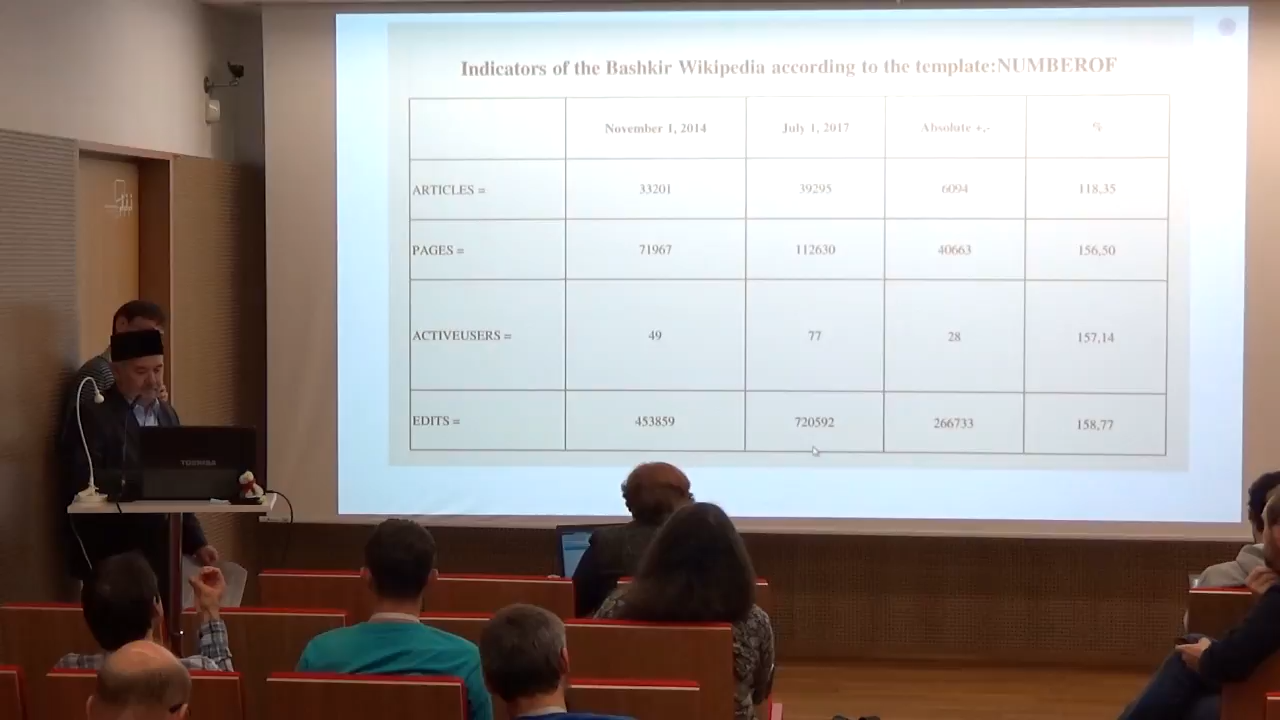 Indicators of the Bashkir Wikipedia according to the template:NUMBEROF
November 1, 2014 July 1, 2017 Absolute +,- %
ARTICLES = 33201 39295 6094 118,35
PAGES = 71967 112630 40663 156,50
ACTIVEUSERS = 49 77 28 157,14
EDITS = 453859 720592 266733 158,77
TOSHIBA